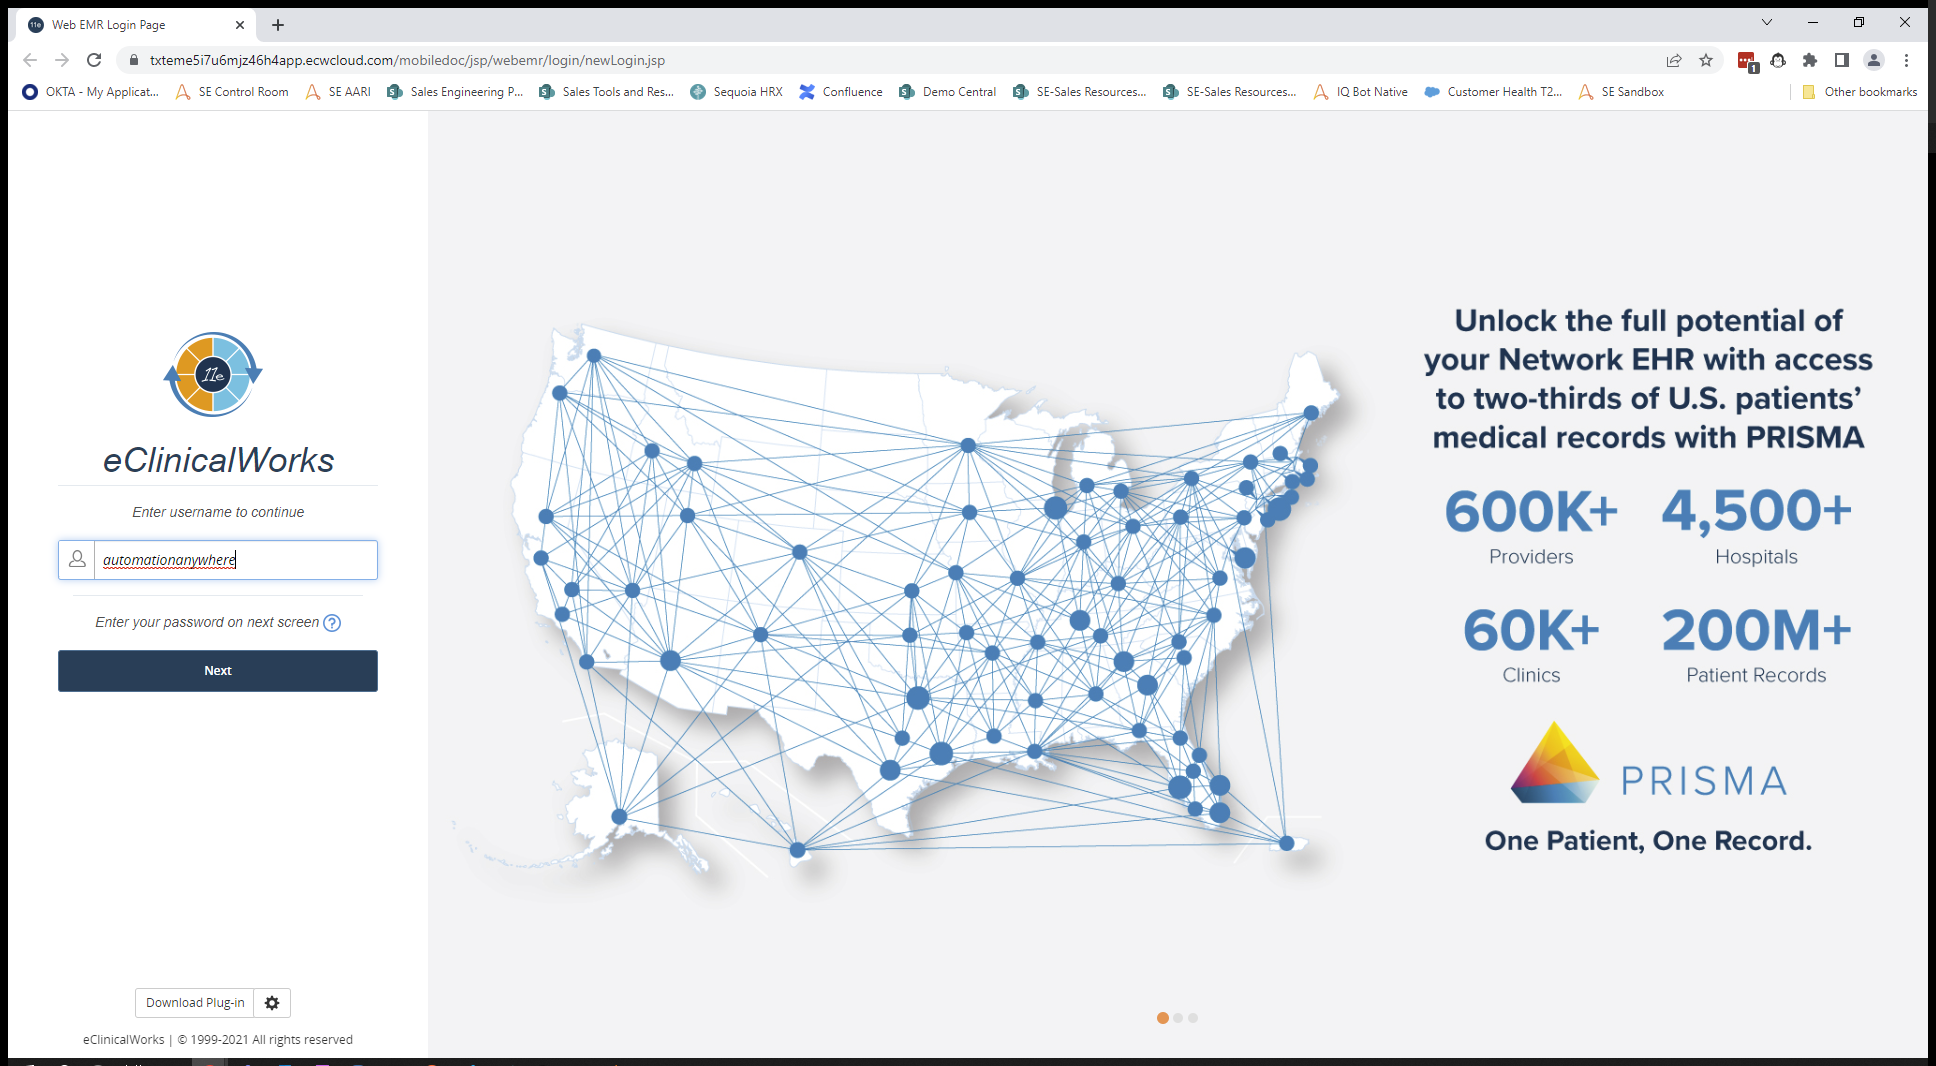 Web EMR Login Page
txteme5i7u6mjz46h4app.ecwcloud.com/mobiledoc/jsp/webemr/login/newLogin.jsp
1
OKTA - My Applicat...
SE Control Room
SE AARI
Sales Engineering P...
Sales Tools and Res...
Sequoia HRX
Confluence
Demo Central
SE-Sales Resources...
SE-Sales Resources...
IQ Bot Native
Customer Health T2...
SE Sandbox
Other bookmarks
11e
eClinicalWorks
Enter username to continue
automationanywhere
Enter your password on next screen ?
Next
Download Plug-in
eClinicalWorks | © 1999-2021 All rights reserved
Unlock the full potential of
your Network EHR with access
to two-thirds of U.S. patients’
medical records with PRISMA
600K+
Providers
4,500+
Hospitals
60K+
Clinics
200M+
Patient Records
PRISMA
One Patient, One Record.